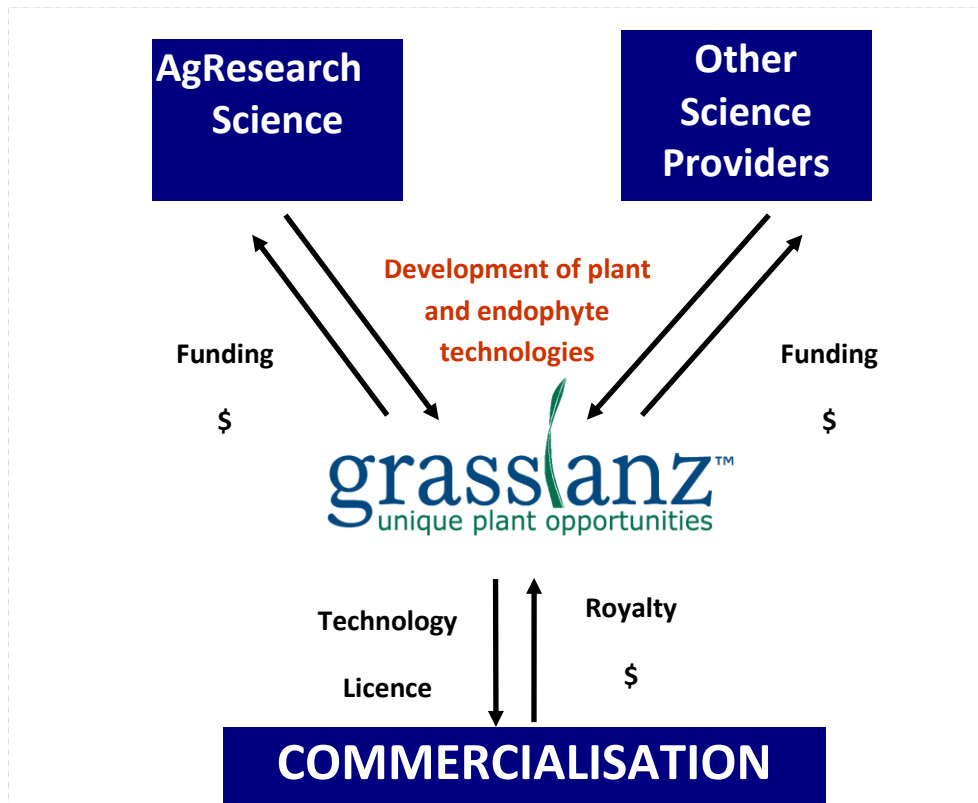 AgResearch
Science
Other
Science
Providers
Development of plant
and endophyte
technologies
Funding
$
Funding
$
grasslanz™
unique plant opportunities
Technology
Licence
Royalty
$
COMMERCIALISATION